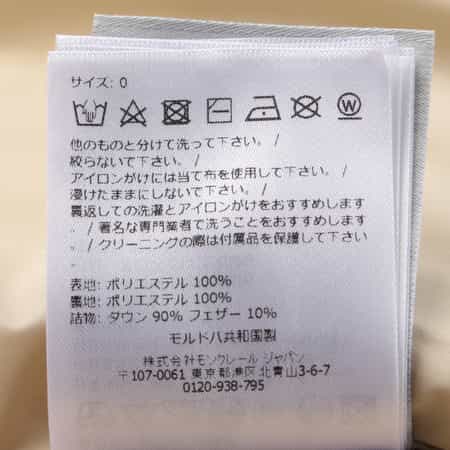 サイズ: 0
W
他のものと分けて洗って下さい。 /
絞らないで下さい。 /
アイロンがけには当て布を使用して下さい。 /
浸けたままにしないで下さい。 /
裏返しての洗濯とアイロンがけをおすすめします
。 / 著名な専門業者で洗うことをおすすめします
。 / クリーニングの際は付属品を保護して下さい
。
表地: ポリエステル 100%
裏地: ポリエステル 100%
詰物: ダウン 90% フェザー 10%
モルドバ共和国製
株式会社モンクレール ジャパン
〒107-0061 東京都港区北青山3-6-7
0120-938-795